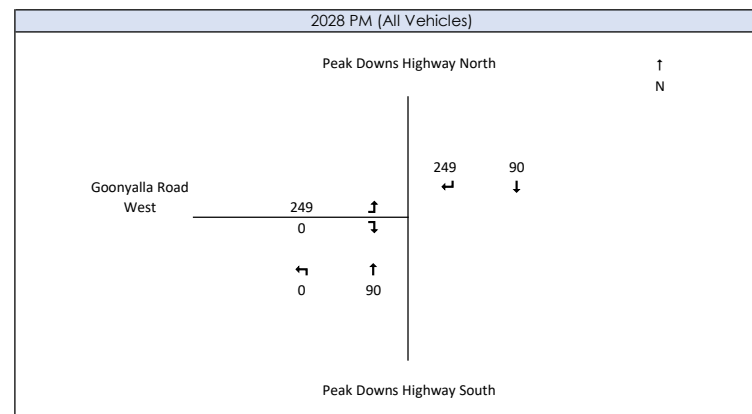 2028 PM (All Vehicles)
Peak Downs Highway North
↑
N
249 90
↵ ↓
Goonyalla Road
West
249 ⮥
0 ⮧
↰ ↑
0 90
Peak Downs Highway South